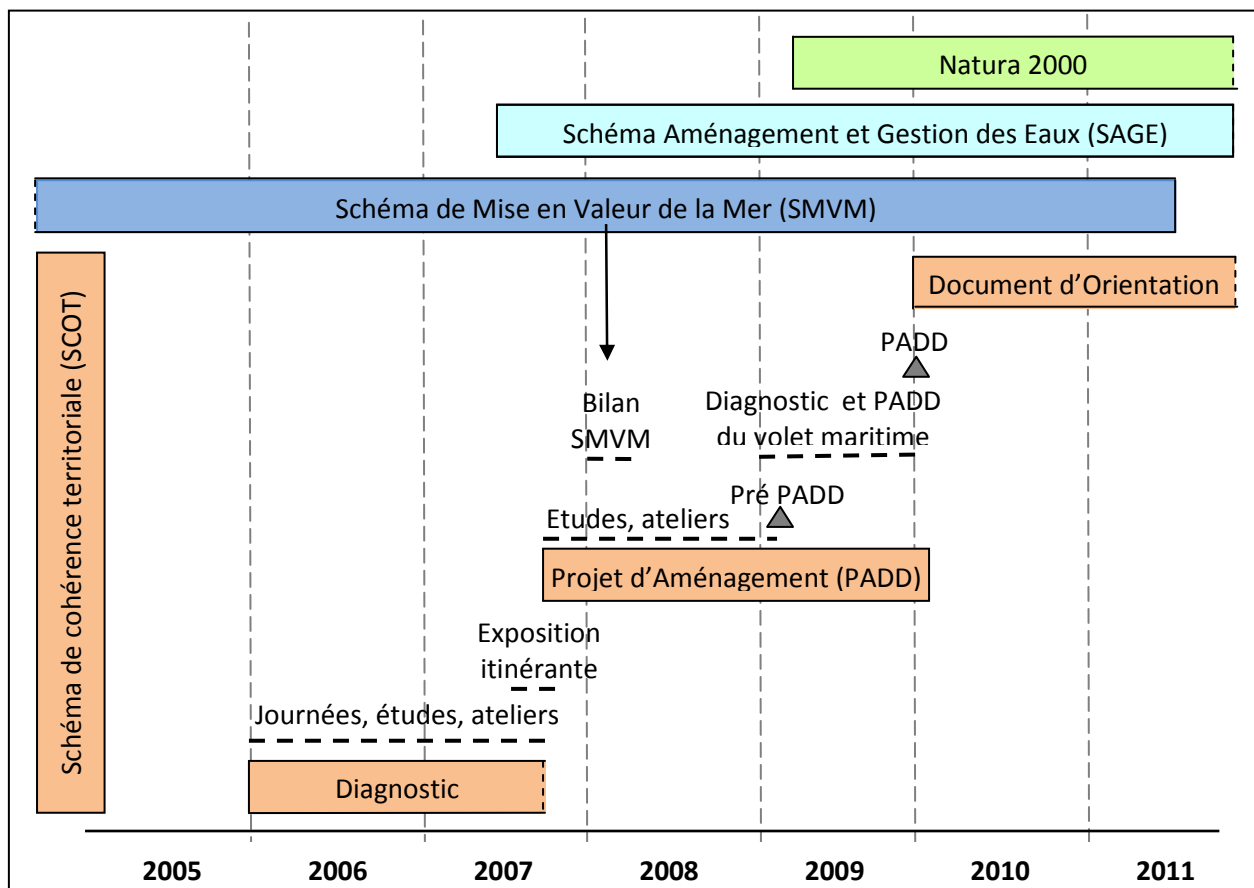 Natura 2000
Schéma Aménagement et Gestion des Eaux (SAGE)
Schéma de Mise en Valeur de la Mer (SMVM)
Schéma de cohérence territoriale (SCOT)
Document d’Orientation
PADD
Bilan
SMVM
Diagnostic et PADD
du volet maritime
Pré PADD
Etudes, ateliers
Projet d’Aménagement (PADD)
Exposition
itinérante
Journées, études, ateliers
Diagnostic
2005 2006 2007 2008 2009 2010 2011